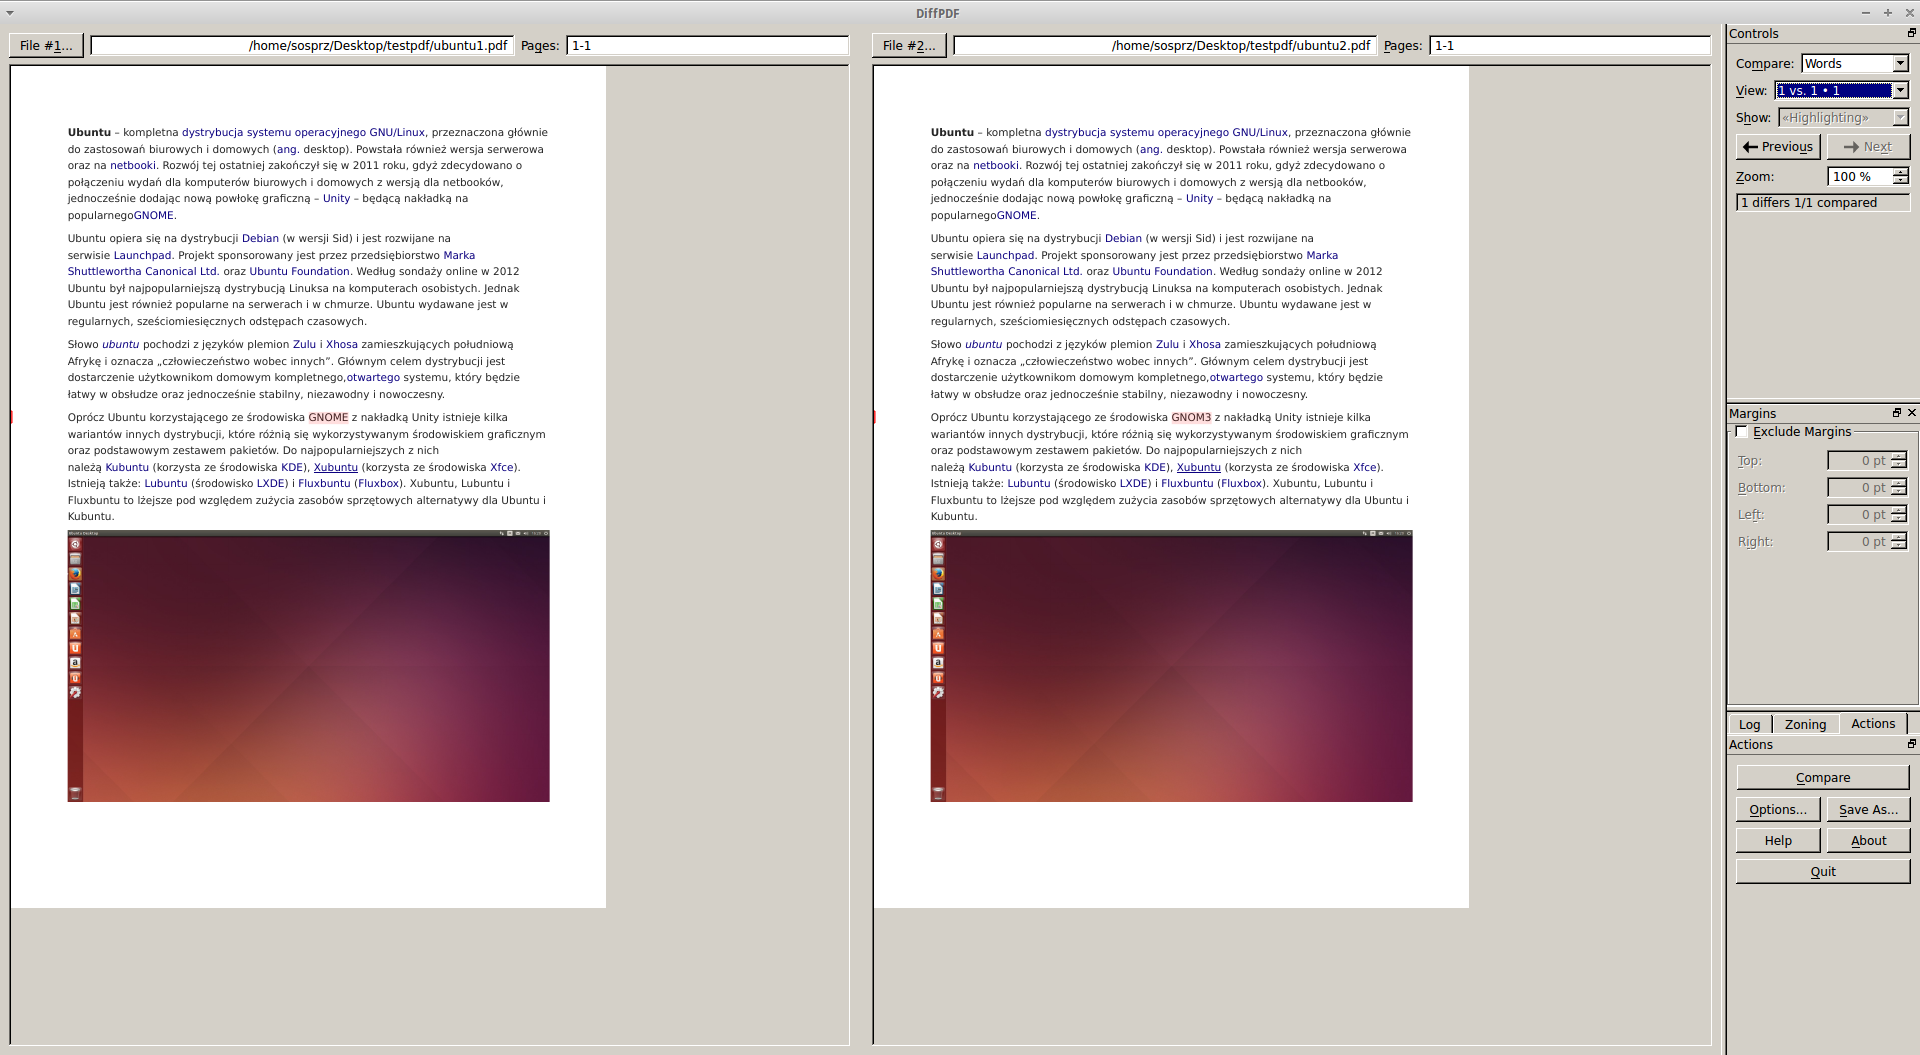 DiffPDF
File #1...
/home/sosprz/Desktop/testpdf/ubuntu1.pdf
Pages:
1-1
Ubuntu – kompletna dystrybucja systemu operacyjnego GNU/Linux, przeznaczona głównie
do zastosowań biurowych i domowych (ang. desktop). Powstała również wersja serwerowa
oraz na netbooki. Rozwój tej ostatniej zakończył się w 2011 roku, gdyż zdecydowano o
połączeniu wydań dla komputerów biurowych i domowych z wersją dla netbooków,
jednocześnie dodając nową powłokę graficzną – Unity – będącą nakładką na
popularnegoGNOME.
Ubuntu opiera się na dystrybucji Debian (w wersji Sid) i jest rozwijane na
serwisie Launchpad. Projekt sponsorowany jest przez przedsiębiorstwo Marka
Shuttlewortha Canonical Ltd. oraz Ubuntu Foundation. Według sondaży online w 2012
Ubuntu był najpopularniejszą dystrybucją Linuksa na komputerach osobistych. Jednak
Ubuntu jest również popularne na serwerach i w chmurze. Ubuntu wydawane jest w
regularnych, sześciomiesięcznych odstępach czasowych.
Słowo ubuntu pochodzi z języków plemion Zulu i Xhosa zamieszkujących południową
Afrykę i oznacza „człowieczeństwo wobec innych”. Głównym celem dystrybucji jest
dostarczenie użytkownikom domowym kompletnego,otwartego systemu, który będzie
łatwy w obsłudze oraz jednocześnie stabilny, niezawodny i nowoczesny.
Oprócz Ubuntu korzystającego ze środowiska GNOME z nakładką Unity istnieje kilka
wariantów innych dystrybucji, które różnią się wykorzystywanym środowiskiem graficznym
oraz podstawowym zestawem pakietów. Do najpopularniejszych z nich
należą Kubuntu (korzysta ze środowiska KDE), Xubuntu (korzysta ze środowiska Xfce).
Istnieją także: Lubuntu (środowisko LXDE) i Fluxbuntu (Fluxbox). Xubuntu, Lubuntu i
Fluxbuntu to lżejsze pod względem zużycia zasobów sprzętowych alternatywy dla Ubuntu i
Kubuntu.
Ubuntu Desktop
File #2...
/home/sosprz/Desktop/testpdf/ubuntu2.pdf
Pages:
1-1
Ubuntu – kompletna dystrybucja systemu operacyjnego GNU/Linux, przeznaczona głównie
do zastosowań biurowych i domowych (ang. desktop). Powstała również wersja serwerowa
oraz na netbooki. Rozwój tej ostatniej zakończył się w 2011 roku, gdyż zdecydowano o
połączeniu wydań dla komputerów biurowych i domowych z wersją dla netbooków,
jednocześnie dodając nową powłokę graficzną – Unity – będącą nakładką na
popularnegoGNOME.
Ubuntu opiera się na dystrybucji Debian (w wersji Sid) i jest rozwijane na
serwisie Launchpad. Projekt sponsorowany jest przez przedsiębiorstwo Marka
Shuttlewortha Canonical Ltd. oraz Ubuntu Foundation. Według sondaży online w 2012
Ubuntu był najpopularniejszą dystrybucją Linuksa na komputerach osobistych. Jednak
Ubuntu jest również popularne na serwerach i w chmurze. Ubuntu wydawane jest w
regularnych, sześciomiesięcznych odstępach czasowych.
Słowo ubuntu pochodzi z języków plemion Zulu i Xhosa zamieszkujących południową
Afrykę i oznacza „człowieczeństwo wobec innych”. Głównym celem dystrybucji jest
dostarczenie użytkownikom domowym kompletnego,otwartego systemu, który będzie
łatwy w obsłudze oraz jednocześnie stabilny, niezawodny i nowoczesny.
Oprócz Ubuntu korzystającego ze środowiska GNOM3 z nakładką Unity istnieje kilka
wariantów innych dystrybucji, które różnią się wykorzystywanym środowiskiem graficznym
oraz podstawowym zestawem pakietów. Do najpopularniejszych z nich
należą Kubuntu (korzysta ze środowiska KDE), Xubuntu (korzysta ze środowiska Xfce).
Istnieją także: Lubuntu (środowisko LXDE) i Fluxbuntu (Fluxbox). Xubuntu, Lubuntu i
Fluxbuntu to lżejsze pod względem zużycia zasobów sprzętowych alternatywy dla Ubuntu i
Kubuntu.
Ubuntu Desktop
Controls
Compare: Words
View: 1 vs. 1 • 1
Show: «Highlighting»
Previous Next
Zoom: 100 %
1 differs 1/1 compared
Margins
Exclude Margins
Top: 0 pt
Bottom: 0 pt
Left: 0 pt
Right: 0 pt
Log Zoning Actions
Actions
Compare
Options... Save As...
Help About
Quit